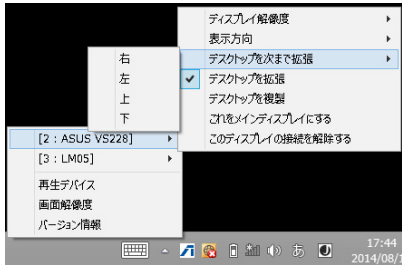 ディスプレイ解像度
表示方向
デスクトップを次まで拡張
デスクトップを拡張
デスクトップを複製
これをメインディスプレイにする
このディスプレイの接続を解除する
右
左
上
下
[2 : ASUS VS228]
[3 : LM05]
再生デバイス
画面解像度
バージョン情報
あ
17:44
2014/08/